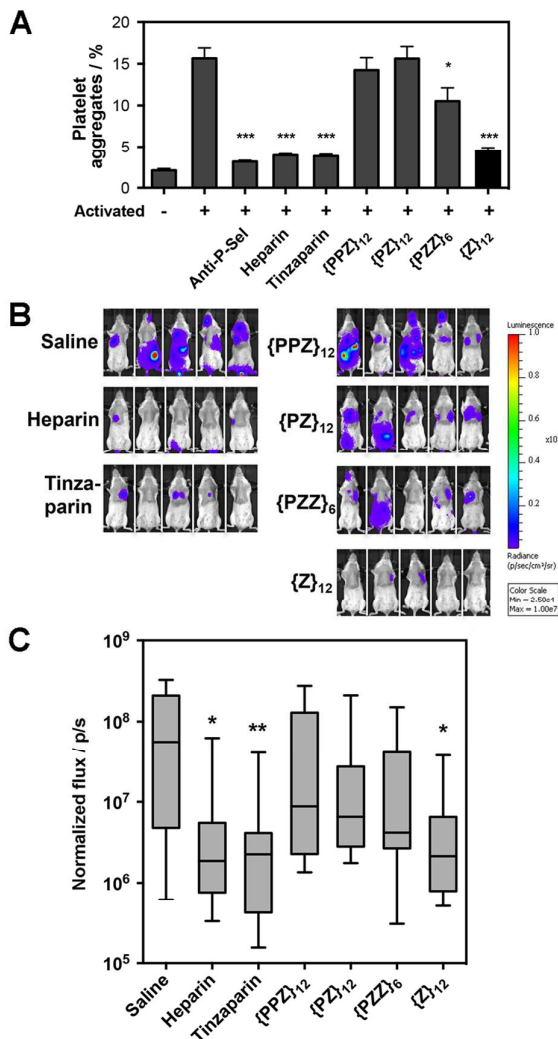 A
Platelet
aggregates / %
20
15
10
5
0
***
***
***
*
***
Activated - + + + + + + + +
Anti-P-Sel
Heparin
Tinzaparin
{PPZ}12
{PZ}12
{PZZ}6
{Z}12
B
Saline
Heparin
Tinza-
parin
{PPZ}12
{PZ}12
{PZZ}6
{Z}12
Luminescence
1.0
0.8
x10
0.6
0.4
0.2
Radiance
(p/sec/cm²/sr)
Color Scale
Min = 2.50e4
Max = 1.00e7
C
Normalized flux / p/s
10⁹
10⁸
10⁷
10⁶
10⁵
*
**
*
Saline
Heparin
Tinzaparin
{PPZ}12
{PZ}12
{PZZ}6
{Z}12